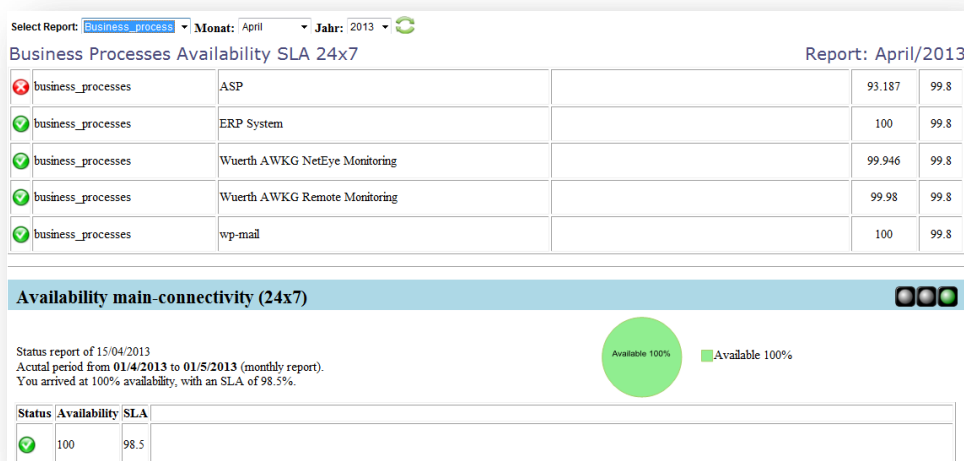 Select Report: Business_process Monat: April Jahr: 2013
Business Processes Availability SLA 24x7 Report: April/2013
business_processes ASP 93.187 99.8
business_processes ERP System 100 99.8
business_processes Wuerth AWKG NetEye Monitoring 99.946 99.8
business_processes Wuerth AWKG Remote Monitoring 99.98 99.8
business_processes wp-mail 100 99.8
Availability main-connectivity (24x7)
Available 100% Available 100%
Status report of 15/04/2013
Acutal period from 01/4/2013 to 01/5/2013 (monthly report).
You arrived at 100% availability, with an SLA of 98.5%.
Status Availability SLA
100 98.5